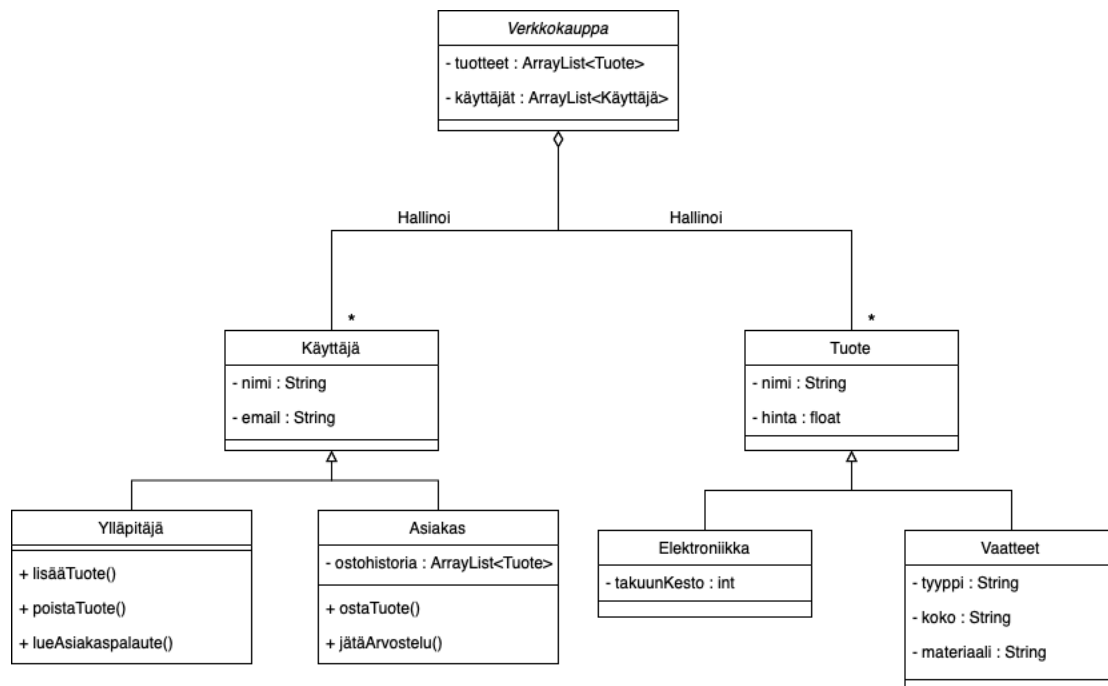 Verkkokauppa
- tuotteet : ArrayList<Tuote>
- käyttäjät : ArrayList<Käyttäjä>
Hallinoi
Hallinoi
*
*
Käyttäjä
- nimi : String
- email : String
Tuote
- nimi : String
- hinta : float
Ylläpitäjä
+ lisääTuote()
+ poistaTuote()
+ lueAsiakaspalaute()
Asiakas
- ostohistoria : ArrayList<Tuote>
+ ostaTuote()
+ jätäArvostelu()
Elektroniikka
- takuunKesto : int
Vaatteet
- tyyppi : String
- koko : String
- materiaali : String